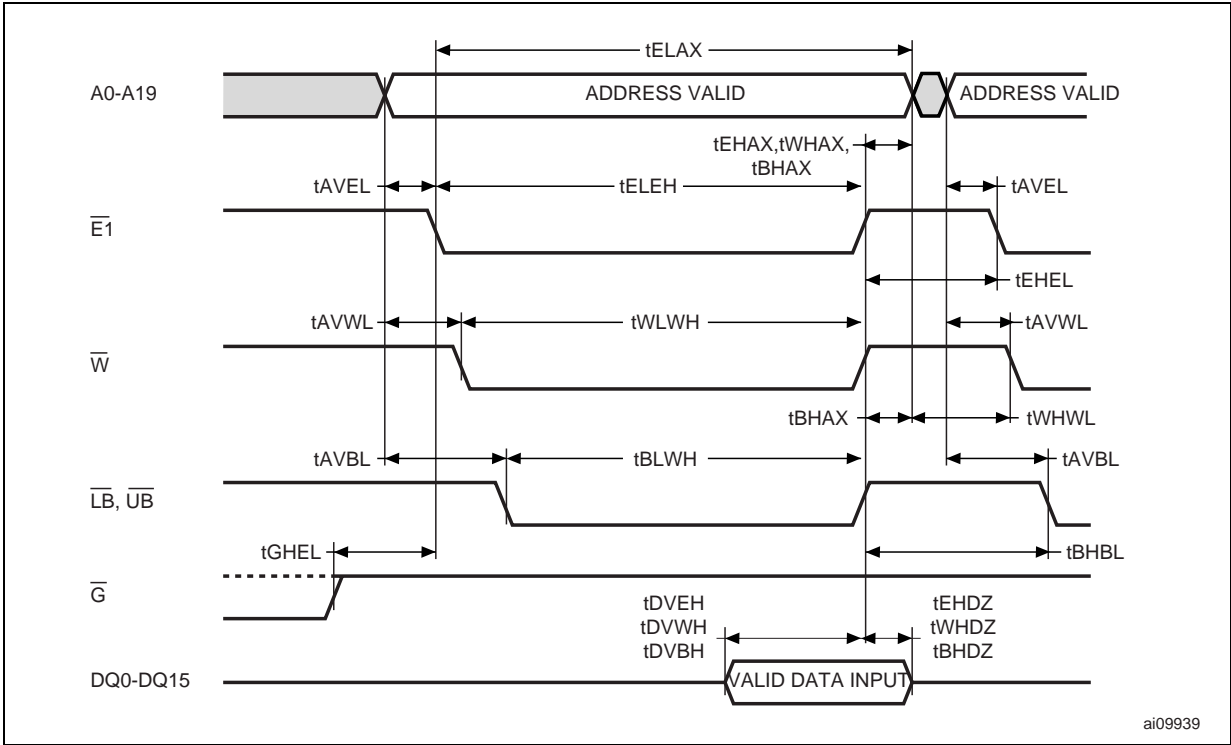 tELAX
A0-A19 ADDRESS VALID ADDRESS VALID
tEHAX,tWHAX,
tBHAX
tAVEL tELEH tAVEL
E1
tEHEL
tAVWL tWLWH tAVWL
W
tBHAX tWHWL
tAVBL tBLWH tAVBL
LB, UB
tGHEL tBHBL
G
tDVEH tEHDZ
tDVWH tWHDZ
tDVBH tBHDZ
DQ0-DQ15 VALID DATA INPUT
ai09939